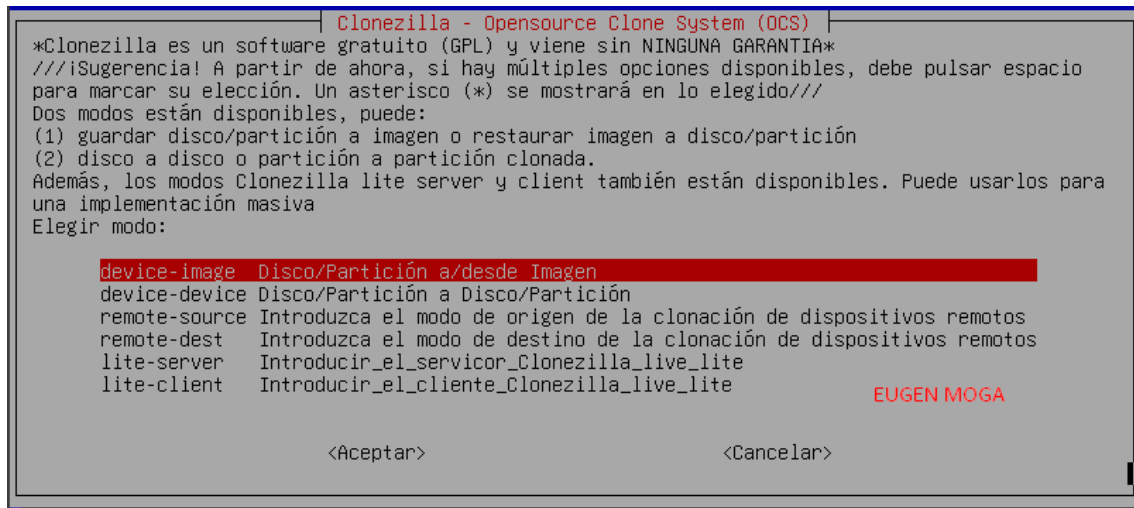 Clonezilla - Opensource Clone System (OCS)
*Clonezilla es un software gratuito (GPL) y viene sin NINGUNA GARANTIA*
///¡Sugerencia! A partir de ahora, si hay múltiples opciones disponibles, debe pulsar espacio
para marcar su elección. Un asterisco (*) se mostrará en lo elegido///
Dos modos están disponibles, puede:
(1) guardar disco/partición a imagen o restaurar imagen a disco/partición
(2) disco a disco o partición a partición clonada.
Además, los modos Clonezilla lite server y client también están disponibles. Puede usarlos para
una implementación masiva
Elegir modo:
device-image Disco/Partición a/desde Imagen
device-device Disco/Partición a Disco/Partición
remote-source Introduzca el modo de origen de la clonación de dispositivos remotos
remote-dest Introduzca el modo de destino de la clonación de dispositivos remotos
lite-server Introducir_el_servicor_Clonezilla_live_lite
lite-client Introducir_el_cliente_Clonezilla_live_lite
EUGEN MOGA
<Aceptar> <Cancelar>